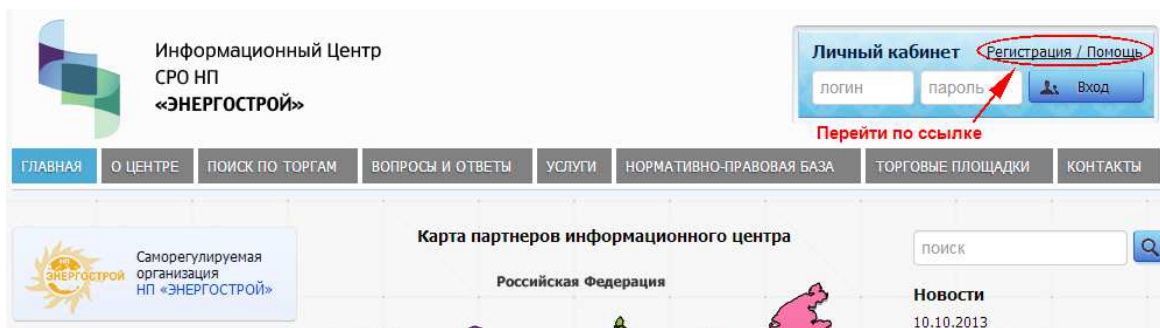 Информационный Центр
СРО НП
«ЭНЕРГОСТРОЙ»
Личный кабинет Регистрация / Помощь
логин пароль Вход
Перейти по ссылке
ГЛАВНАЯ О ЦЕНТРЕ ПОИСК ПО ТОРГАМ ВОПРОСЫ И ОТВЕТЫ УСЛУГИ НОРМАТИВНО-ПРАВОВАЯ БАЗА ТОРГОВЫЕ ПЛОЩАДКИ КОНТАКТЫ
ЭНЕРГОСТРОЙ
Саморегулируемая
организация
НП «ЭНЕРГОСТРОЙ»
Карта партнеров информационного центра
Российская Федерация
поиск
Новости
10.10.2013